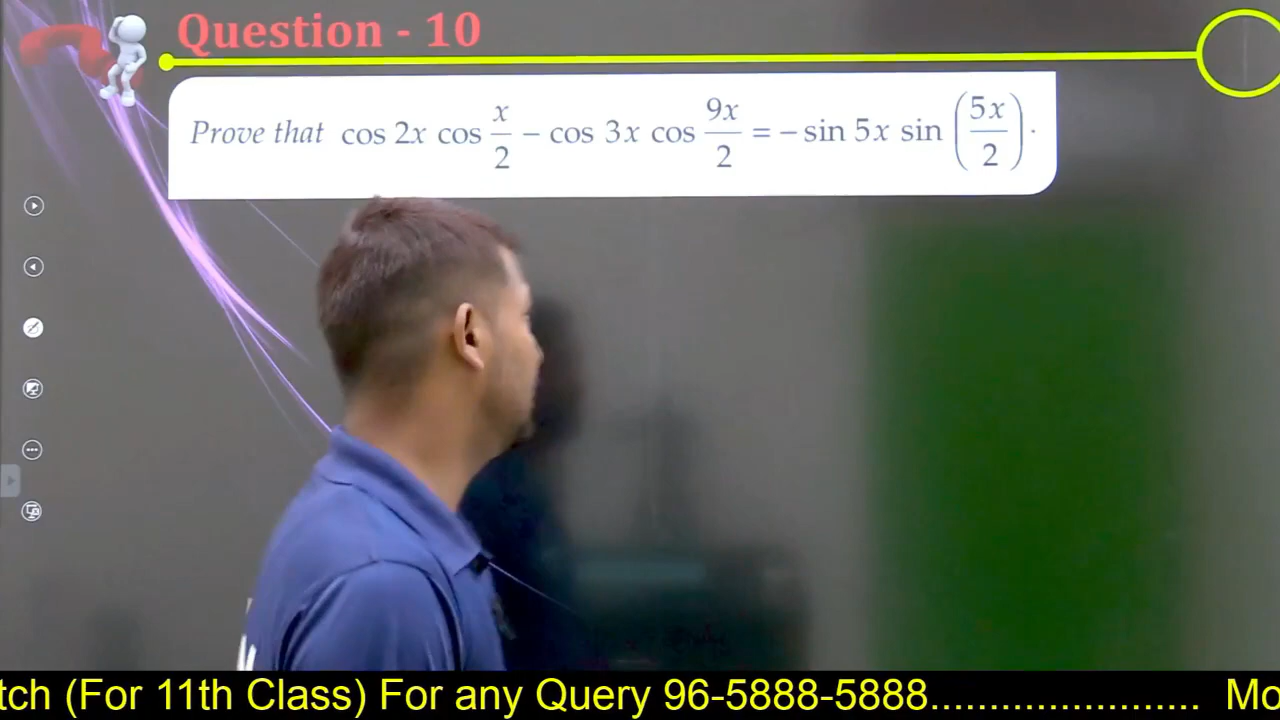 Question - 10
Prove that cos 2x cos x/2 − cos 3x cos 9x/2 = − sin 5x sin (5x/2) .
tch (For 11th Class) For any Query 96-5888-5888........................ Mo